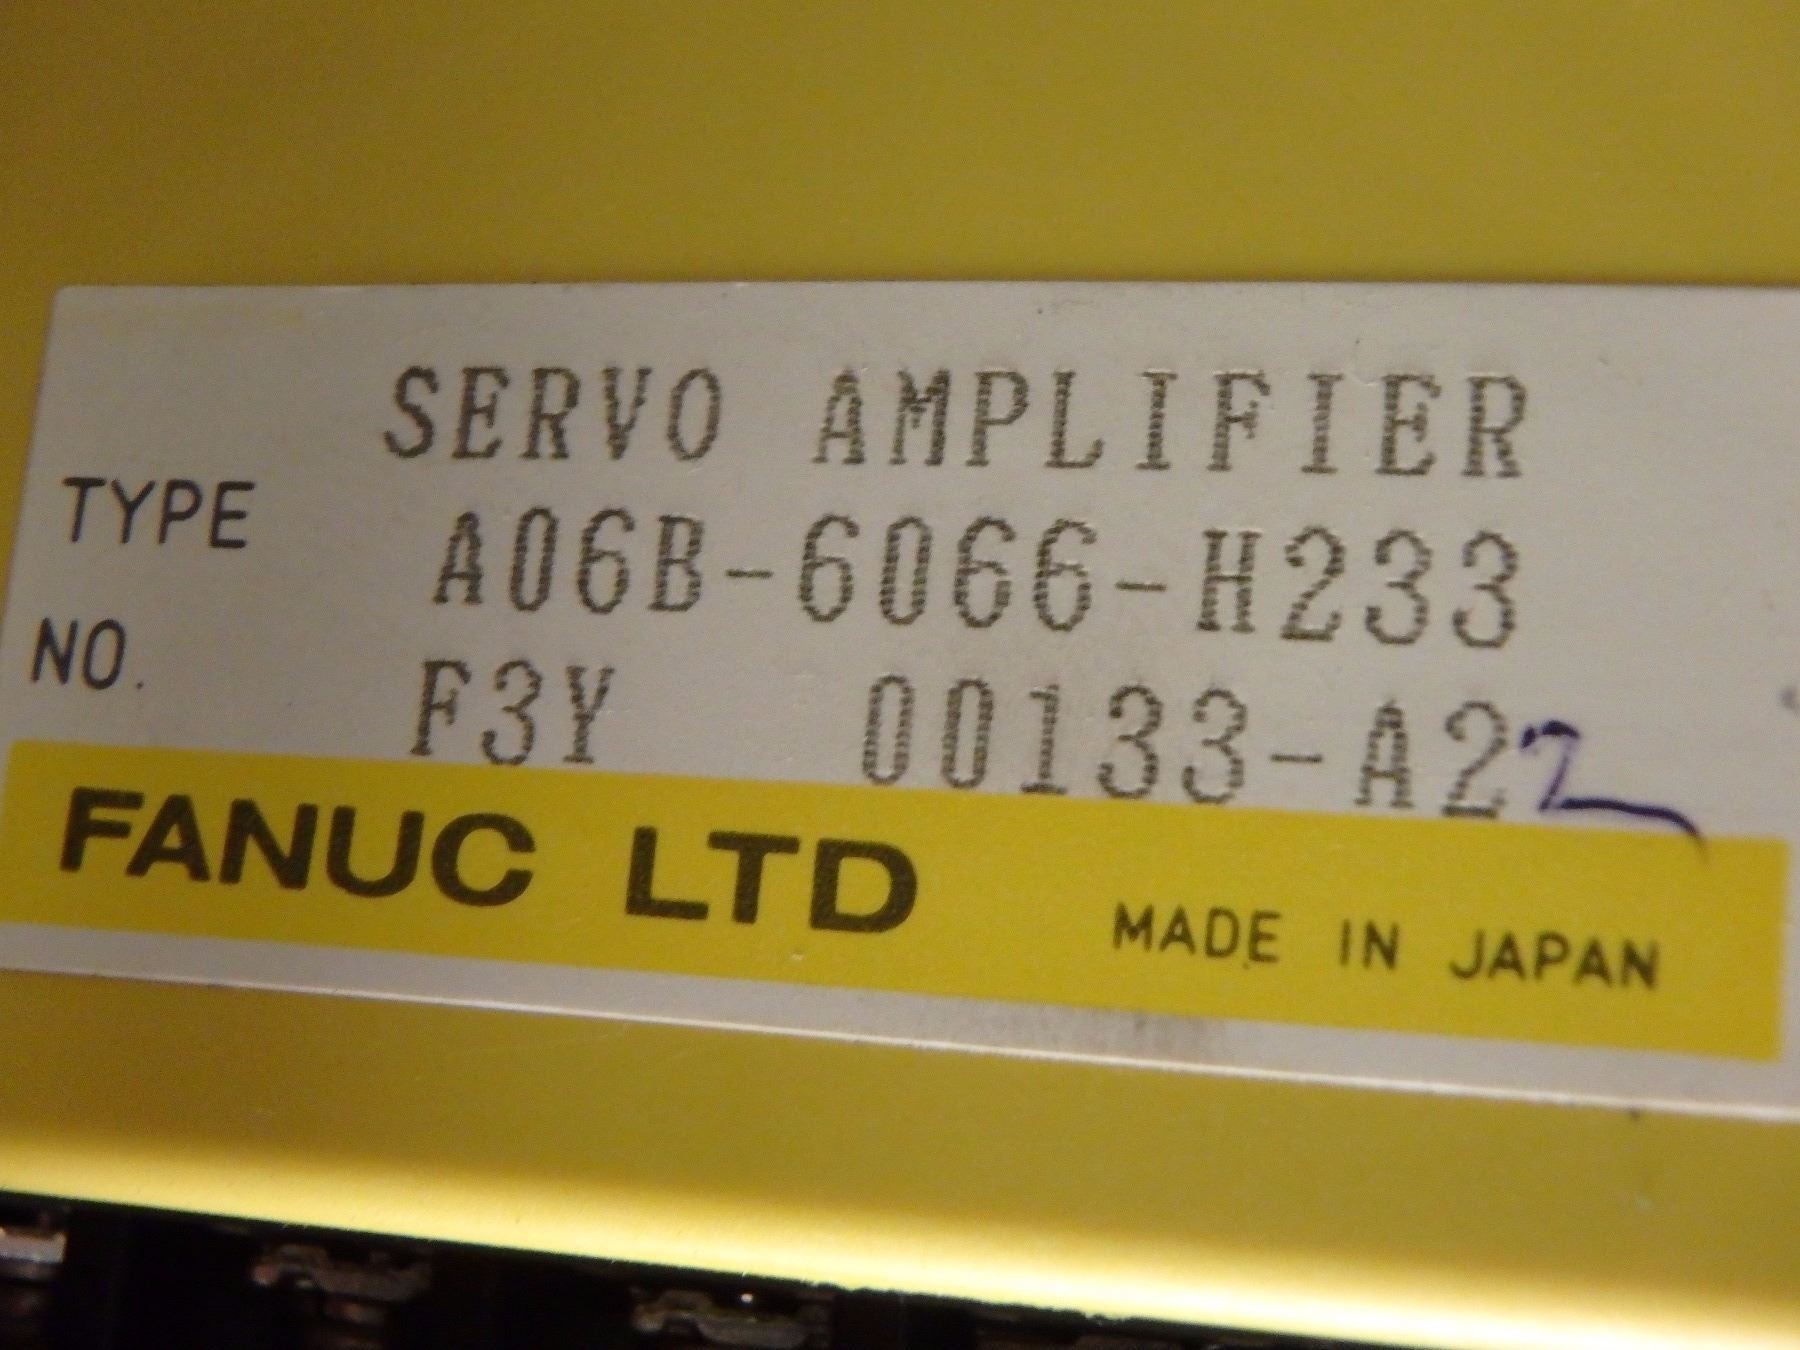 SERVO AMPLIFIER
TYPE A06B-6066-H233
NO. F3Y 00133-A22
FANUC LTD MADE IN JAPAN